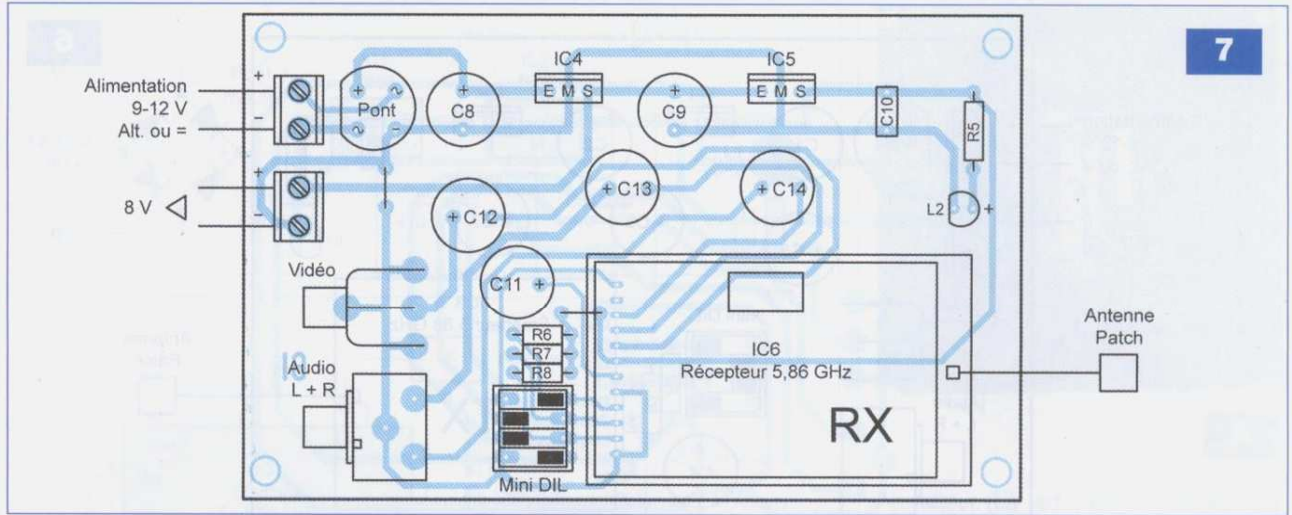 7
IC4
IC5
Alimentation
9-12 V
Alt. ou =
+
−
+
~
Pont
~
−
+
C8
E M S
+
C9
E M S
C10
R5
8 V
+
−
+ C13
+ C14
L2
+
+ C12
Vidéo
C11
+
R6
R7
R8
IC6
Récepteur 5,86 GHz
Antenne
Patch
Audio
L + R
RX
Mini DIL